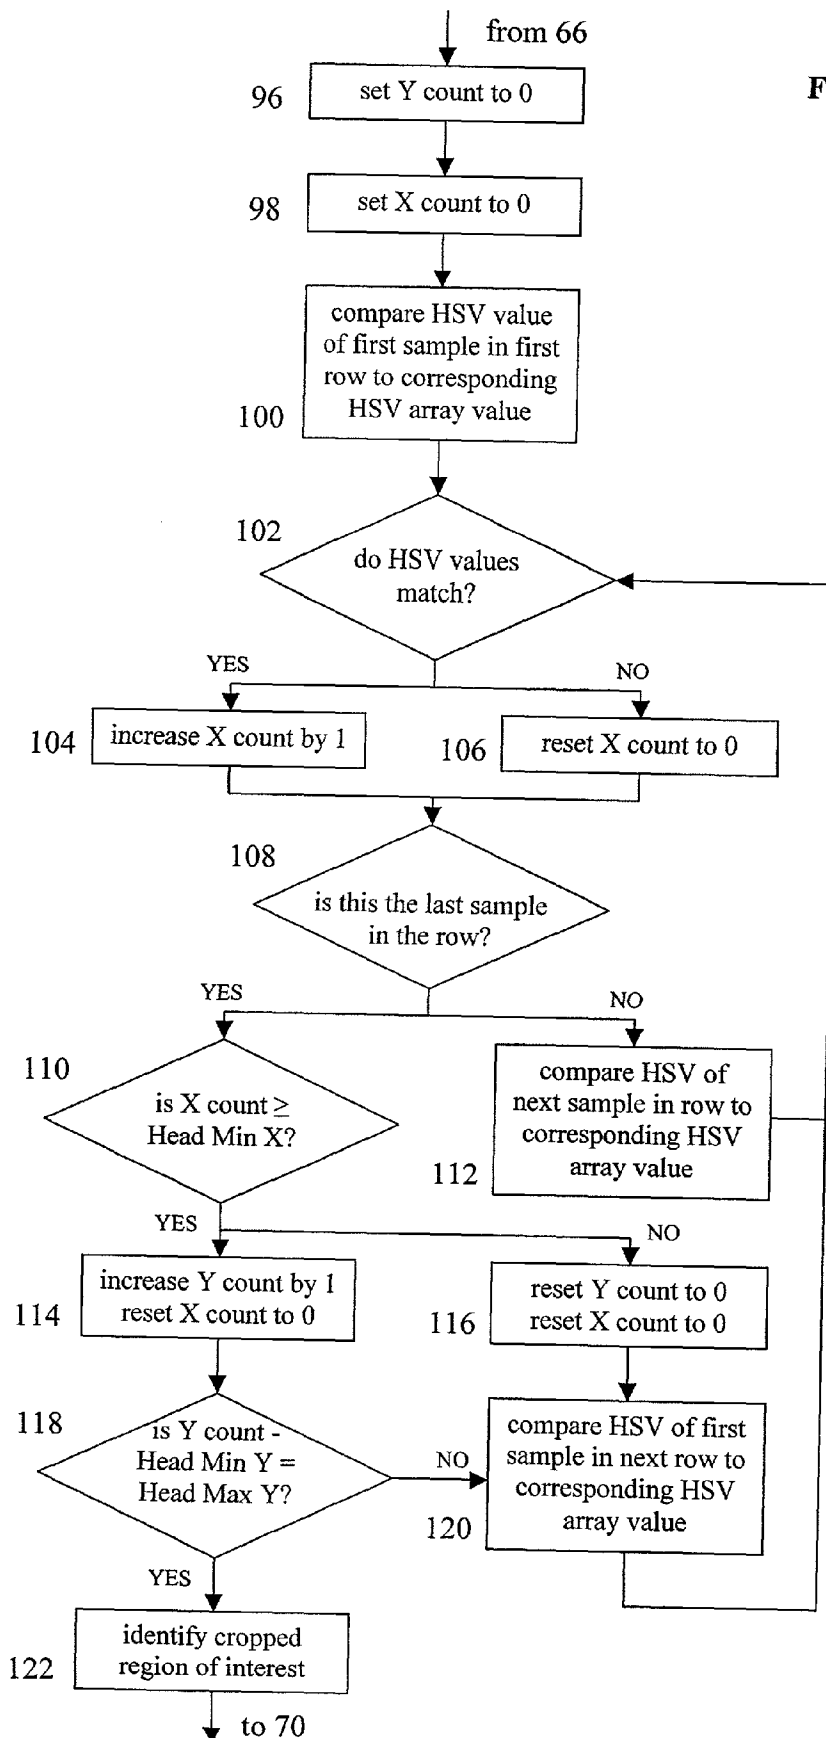 from 66
F
96
set Y count to 0
98
set X count to 0
compare HSV value
of first sample in first
row to corresponding
HSV array value
100
102
do HSV values
match?
YES
NO
104
increase X count by 1
106
reset X count to 0
108
is this the last sample
in the row?
YES
NO
110
is X count ≥
Head Min X?
compare HSV of
next sample in row to
corresponding HSV
array value
112
YES
NO
increase Y count by 1
reset X count to 0
114
reset Y count to 0
reset X count to 0
116
118
is Y count -
Head Min Y =
Head Max Y?
NO
compare HSV of first
sample in next row to
corresponding HSV
array value
120
YES
identify cropped
region of interest
122
to 70